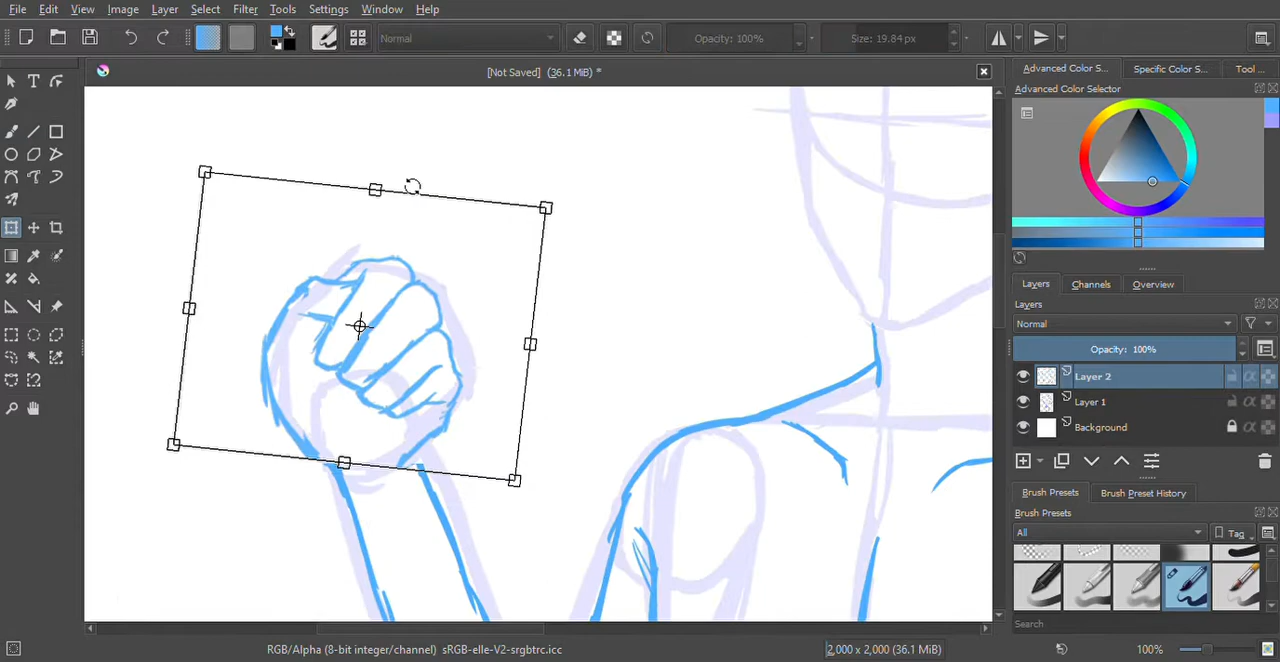 File Edit View Image Layer Select Filter Tools Settings Window Help
Normal Opacity: 100% Size: 19.84 px
[Not Saved] (36.1 MiB) *
Advanced Color S... Specific Color S... Tool ...
Advanced Color Selector
Layers Channels Overview
Layers
Normal
Opacity: 100%
Layer 2
Layer 1
Background
Brush Presets Brush Preset History
Brush Presets
All Tag
Search
RGB/Alpha (8-bit integer/channel) sRGB-elle-V2-srgbtrc.icc 2,000 x 2,000 (36.1 MiB) 100%